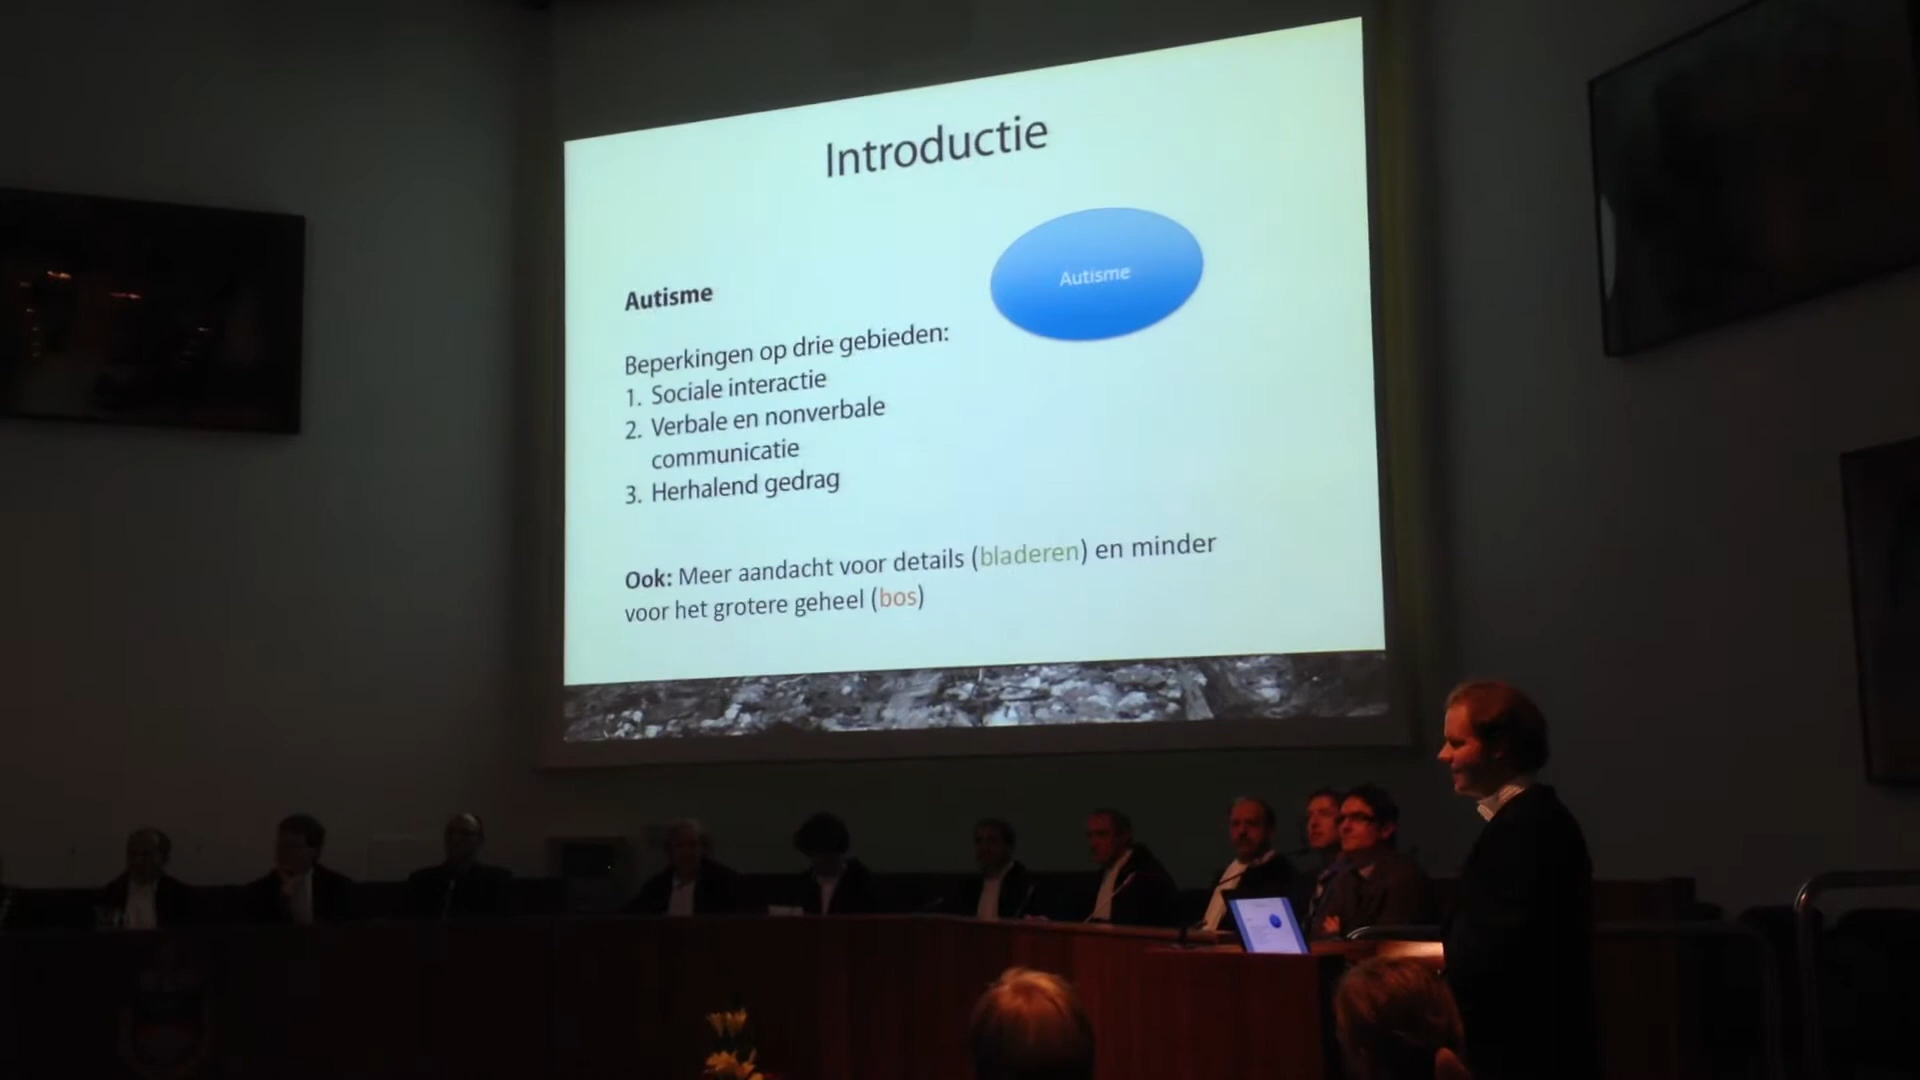 Introductie
Autisme
Autisme
Beperkingen op drie gebieden:
1. Sociale interactie
2. Verbale en nonverbale
communicatie
3. Herhalend gedrag
Ook: Meer aandacht voor details (bladeren) en minder
voor het grotere geheel (bos)